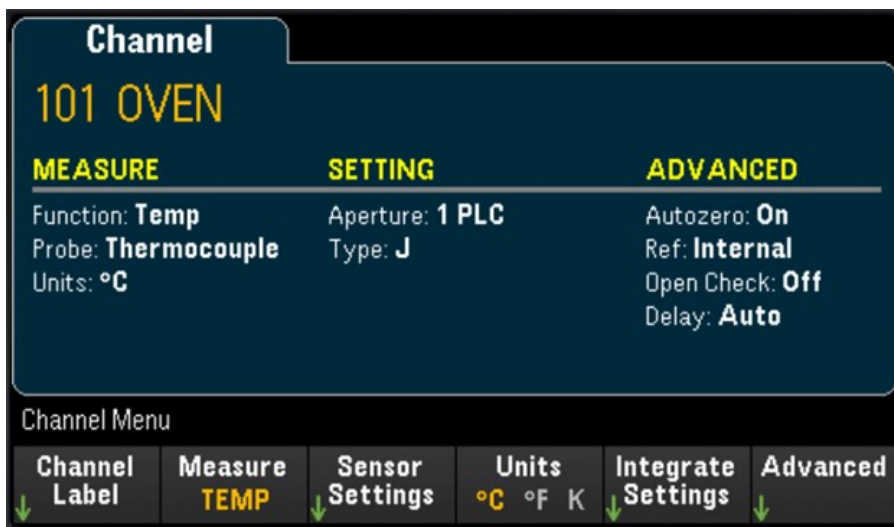 Channel
101 OVEN
MEASURE SETTING ADVANCED
Function: Temp Aperture: 1 PLC Autozero: On
Probe: Thermocouple Type: J Ref: Internal
Units: °C Open Check: Off
Delay: Auto
Channel Menu
Channel Measure Sensor Units Integrate Advanced
Label TEMP Settings °C °F K Settings